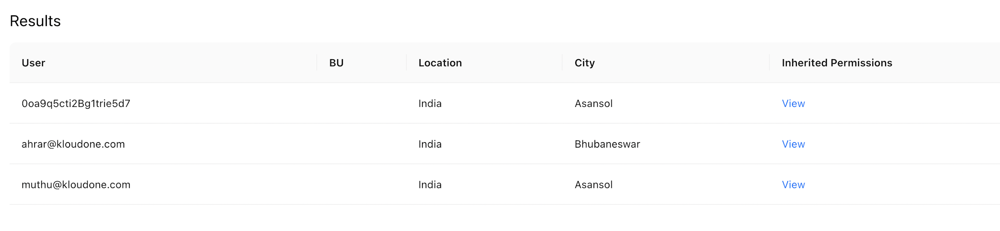 Results
User BU Location City Inherited Permissions
0oa9q5cti2Bg1trie5d7 India Asansol View
ahrar@kloudone.com India Bhubaneswar View
muthu@kloudone.com India Asansol View